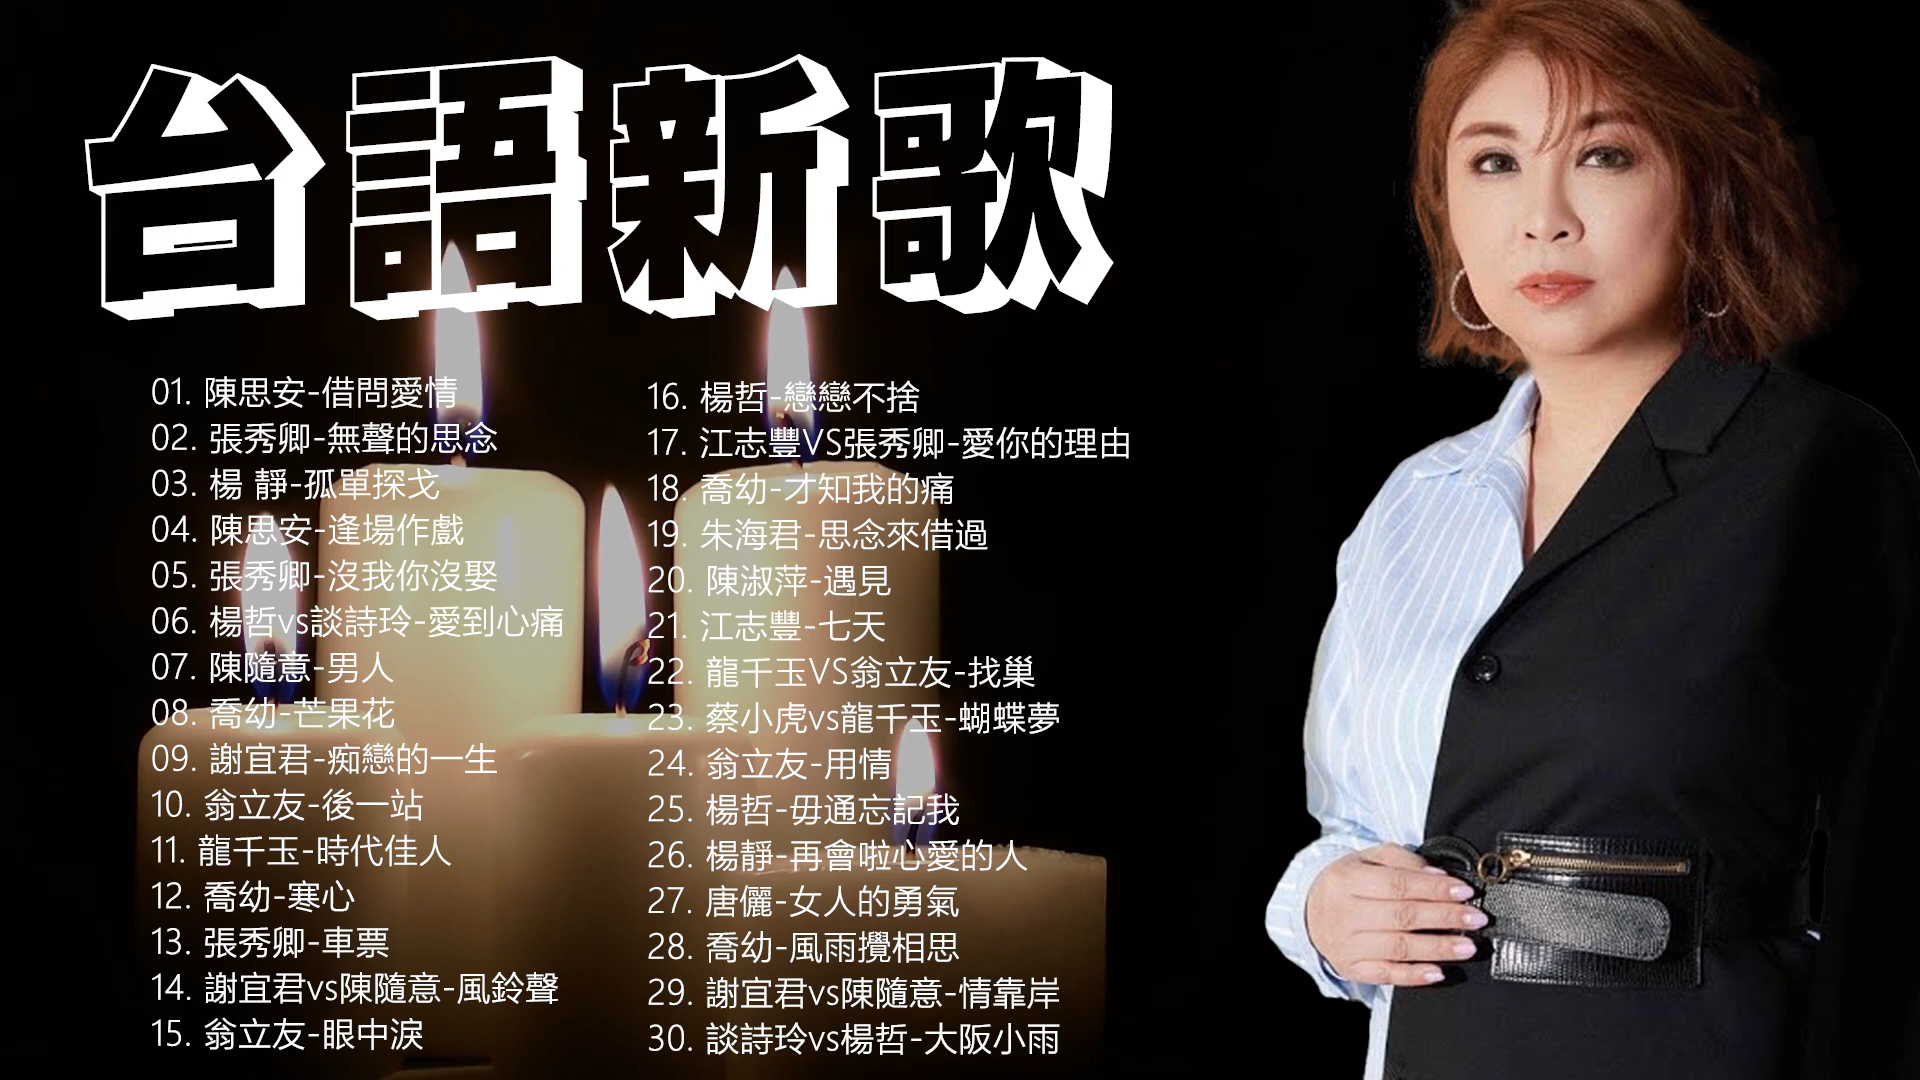 台語新歌
01. 陳思安-借問愛情
02. 張秀卿-無聲的思念
03. 楊 靜-孤單探戈
04. 陳思安-逢場作戲
05. 張秀卿-沒我你沒娶
06. 楊哲vs談詩玲-愛到心痛
07. 陳隨意-男人
08. 喬幼-芒果花
09. 謝宜君-痴戀的一生
10. 翁立友-後一站
11. 龍千玉-時代佳人
12. 喬幼-寒心
13. 張秀卿-車票
14. 謝宜君vs陳隨意-風鈴聲
15. 翁立友-眼中淚
16. 楊哲-戀戀不捨
17. 江志豐VS張秀卿-愛你的理由
18. 喬幼-才知我的痛
19. 朱海君-思念來借過
20. 陳淑萍-遇見
21. 江志豐-七天
22. 龍千玉VS翁立友-找巢
23. 蔡小虎vs龍千玉-蝴蝶夢
24. 翁立友-用情
25. 楊哲-毋通忘記我
26. 楊靜-再會啦心愛的人
27. 唐儷-女人的勇氣
28. 喬幼-風雨攪相思
29. 謝宜君vs陳隨意-情靠岸
30. 談詩玲vs楊哲-大阪小雨